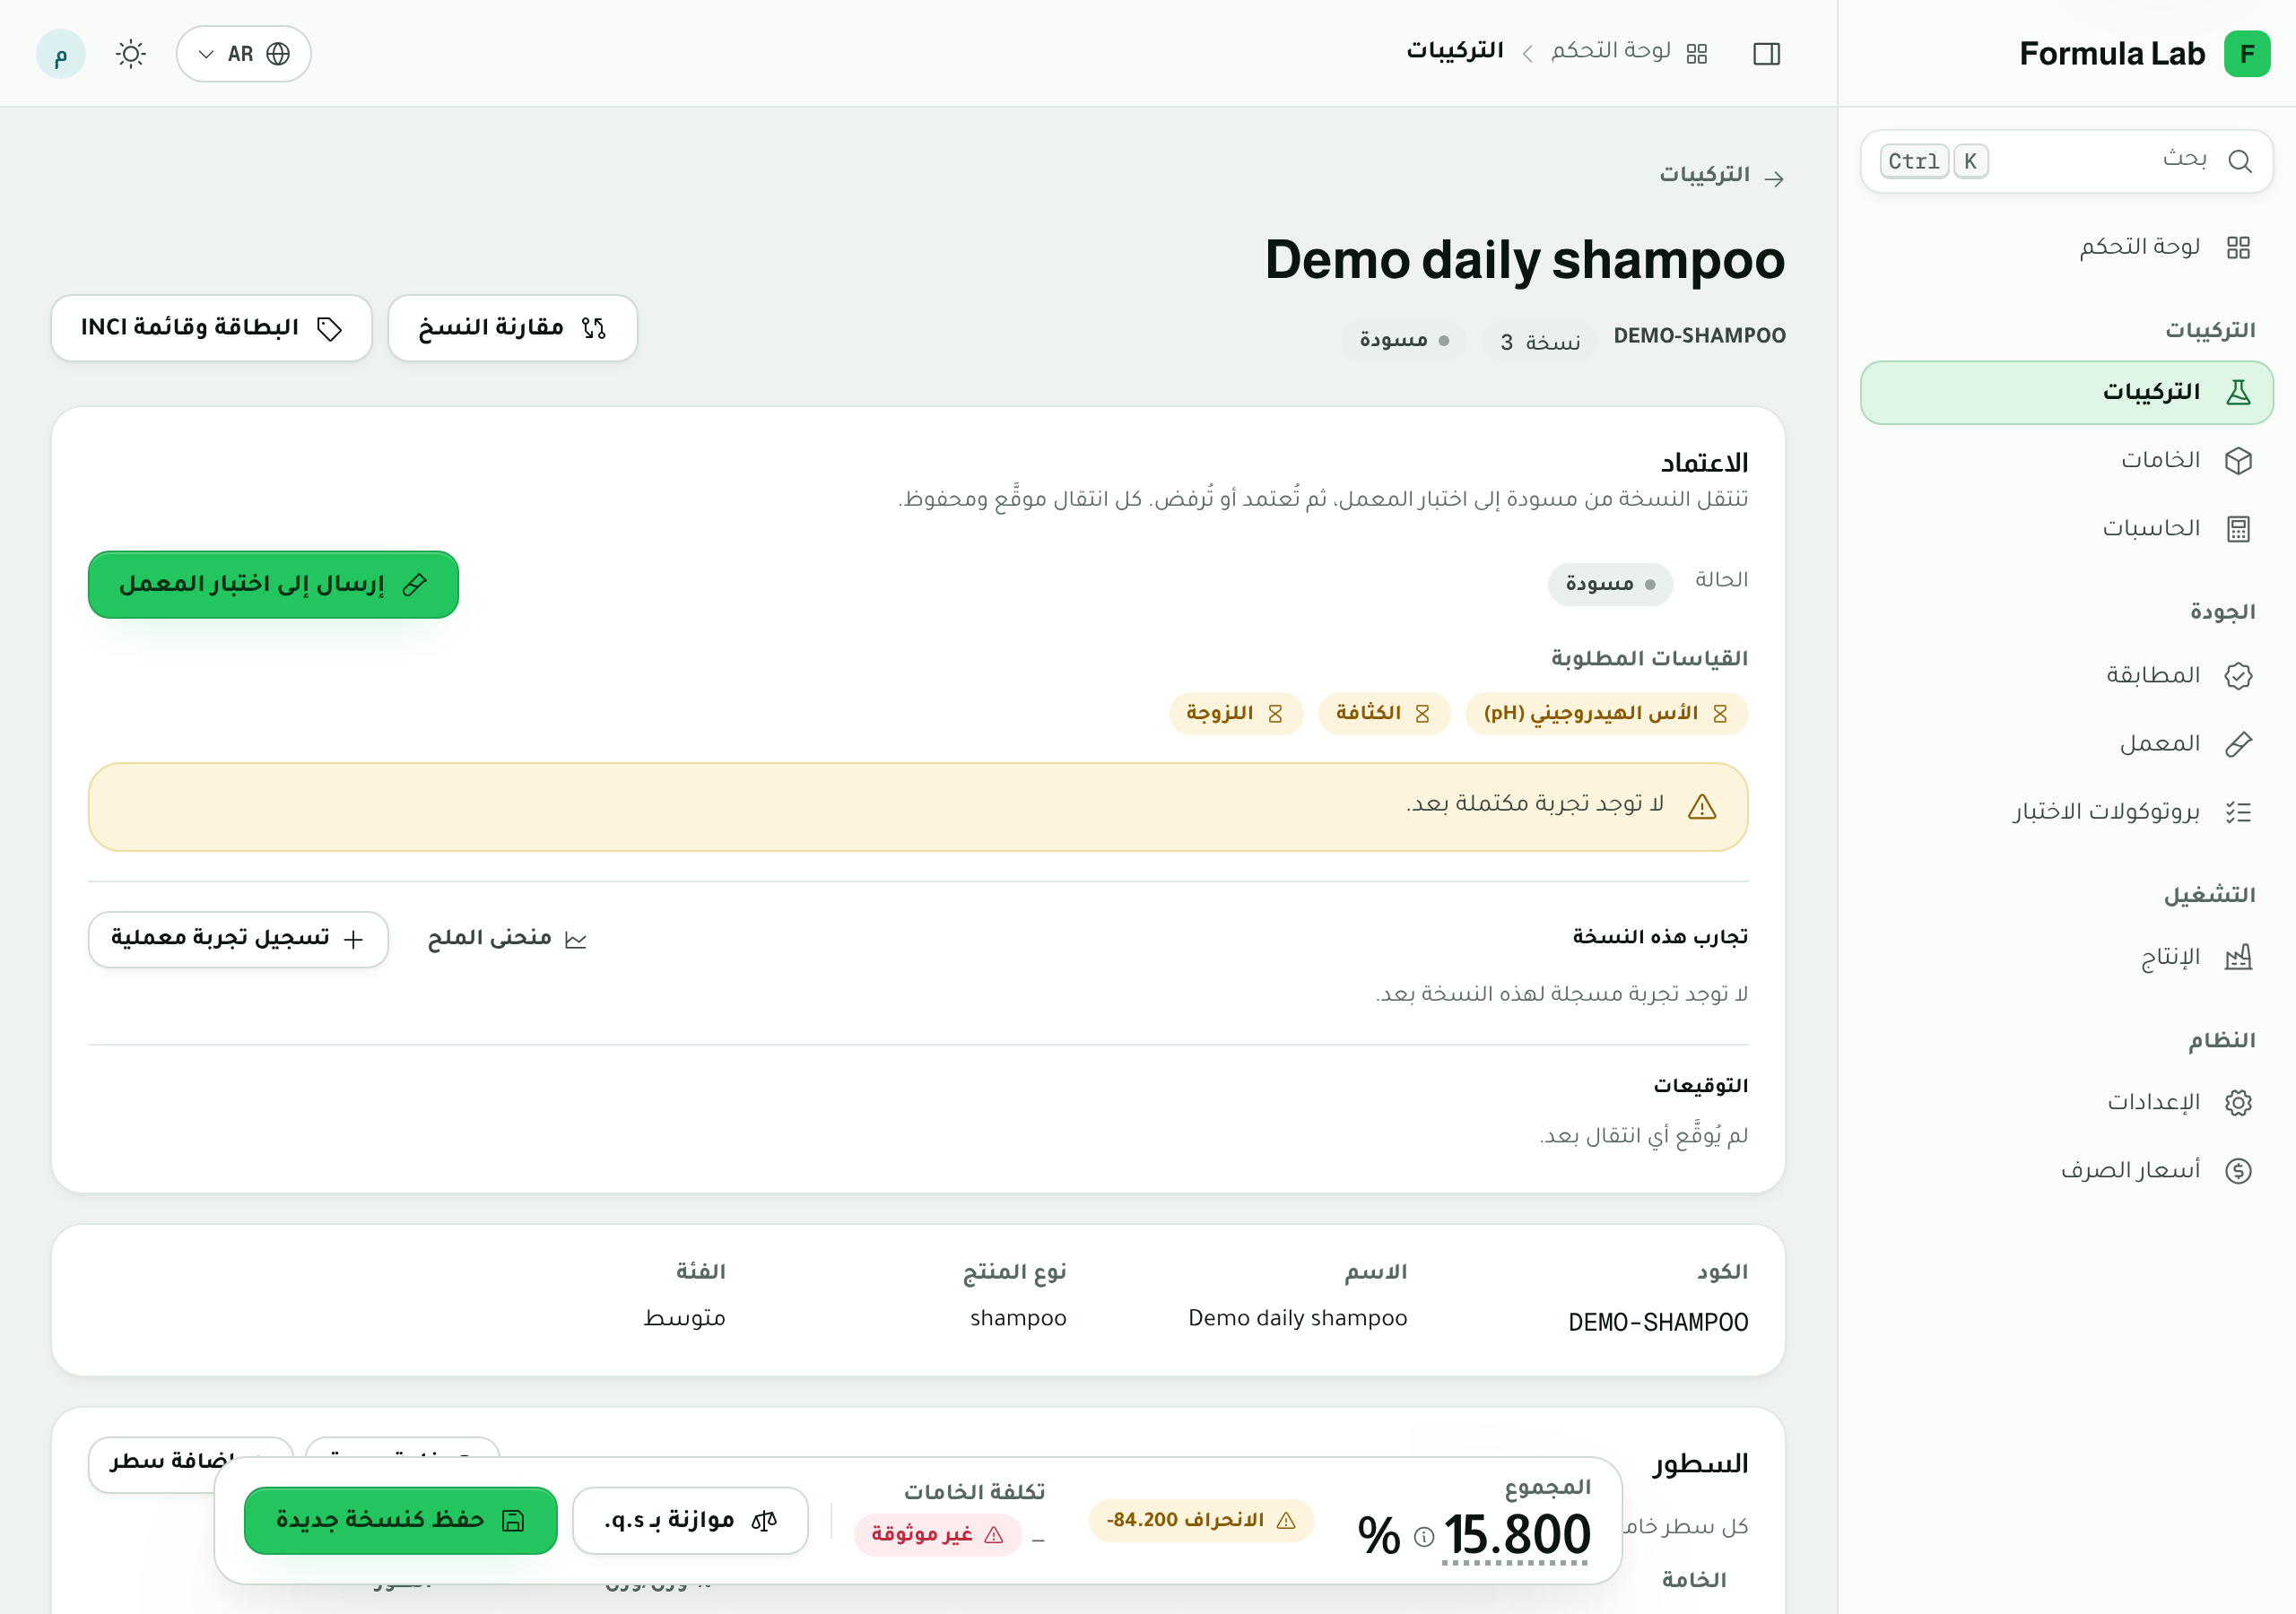 Formula Lab
F
بحث
Ctrl K
لوحة التحكم
التركيبات
التركيبات
الخامات
الحاسبات
الجودة
المطابقة
المعمل
بروتوكولات الاختبار
التشغيل
الإنتاج
النظام
الإعدادات
أسعار الصرف
لوحة التحكم
التركيبات
AR
م
التركيبات
Demo daily shampoo
DEMO-SHAMPOO
نسخة 3
مسودة
مقارنة النسخ
البطاقة وقائمة INCI
الاعتماد
تنتقل النسخة من مسودة إلى اختبار المعمل، ثم تُعتمد أو تُرفض. كل انتقال موقَّع ومحفوظ.
الحالة
مسودة
إرسال إلى اختبار المعمل
القياسات المطلوبة
الأس الهيدروجيني (pH)
الكثافة
اللزوجة
لا توجد تجربة مكتملة بعد.
تجارب هذه النسخة
منحنى الملح
تسجيل تجربة معملية
لا توجد تجربة مسجلة لهذه النسخة بعد.
التوقيعات
لم يُوقَّع أي انتقال بعد.
الكود
DEMO-SHAMPOO
الاسم
Demo daily shampoo
نوع المنتج
shampoo
الفئة
متوسط
السطور
إضافة سطر
كل سطر خام
الخامة
المجموع
15.800 %
الانحراف 84.200-
تكلفة الخامات
–
غير موثوقة
موازنة بـ q.s.
حفظ كنسخة جديدة